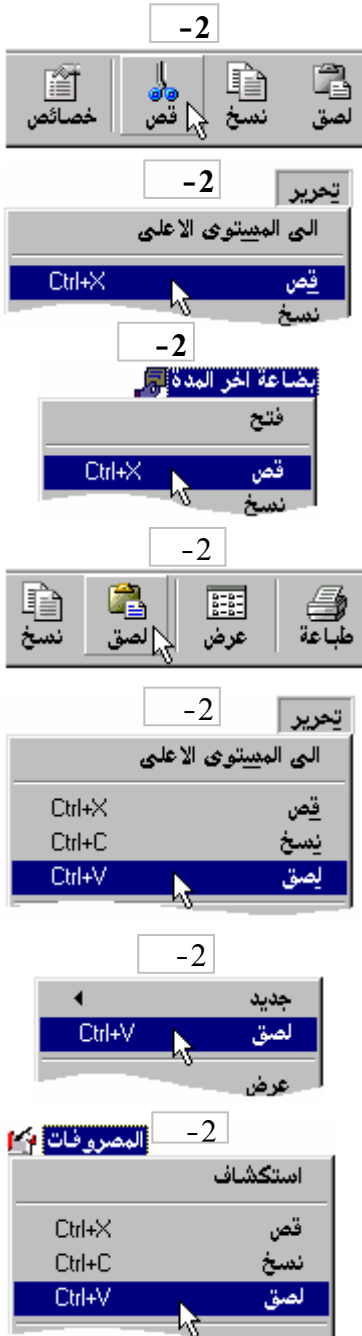 -2
لصق نسخ قص خصائص
-2
تحرير
الى المستوى الاعلى
قص Ctrl+X
نسخ
-2
بضاعة اخر المدة
فتح
قص Ctrl+X
نسخ
-2
طباعة عرض لصق نسخ
-2
تحرير
الى المستوى الاعلى
قص Ctrl+X
نسخ Ctrl+C
لصق Ctrl+V
-2
جديد
لصق Ctrl+V
عرض
-2
المصروفات
استكشاف
قص Ctrl+X
نسخ Ctrl+C
لصق Ctrl+V